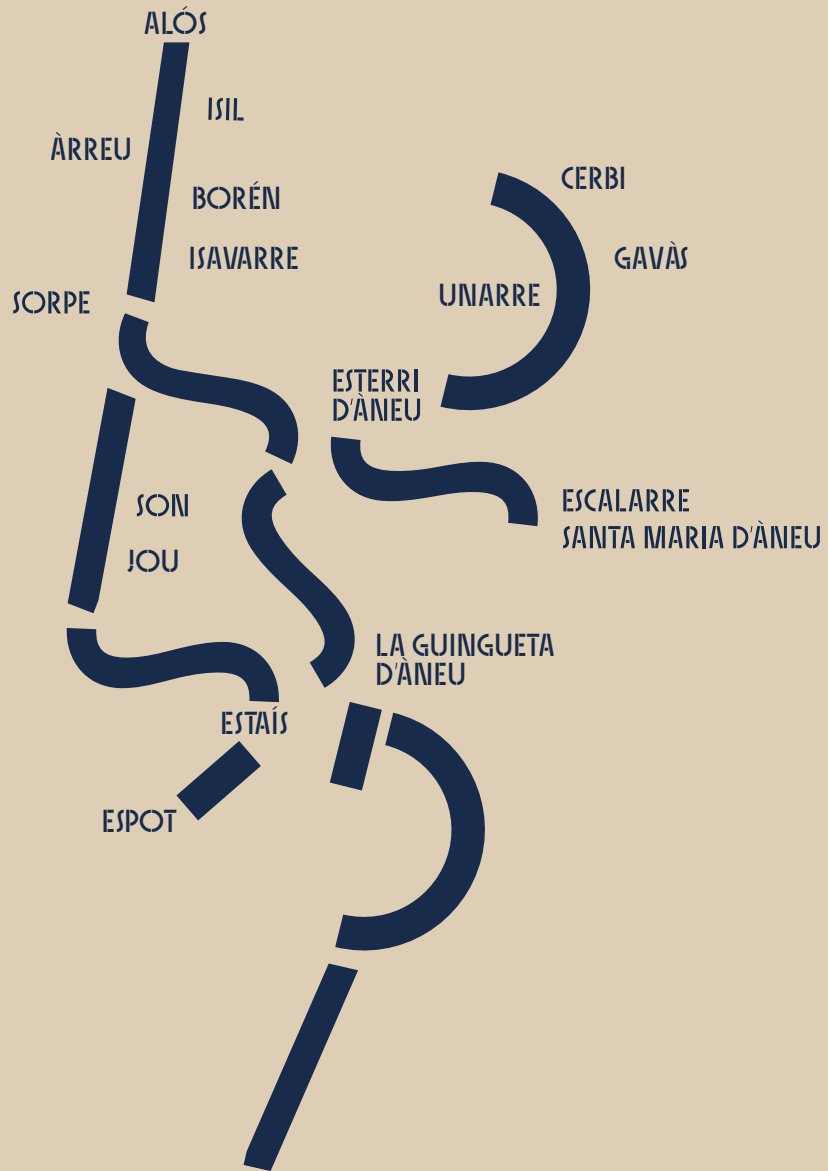 ALÓS
ISIL
ÀRREU
CERBI
BORÉN
ISAVARRE
GAVÀS
UNARRE
SORPE
ESTERRI
D'ÀNEU
SON
ESCALARRE
SANTA MARIA D'ÀNEU
JOU
LA GUINGUETA
D'ÀNEU
ESTAÍS
ESPOT